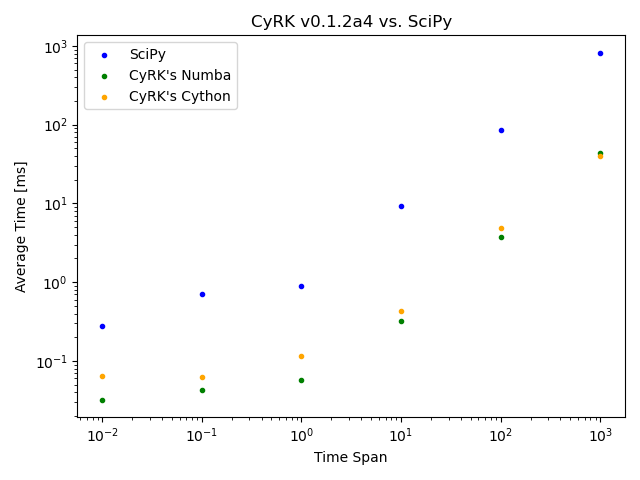 CyRK v0.1.2a4 vs. SciPy
SciPy
CyRK's Numba
CyRK's Cython
Average Time [ms]
10³
10²
10¹
10⁰
10⁻¹
10⁻² 10⁻¹ 10⁰ 10¹ 10² 10³
Time Span